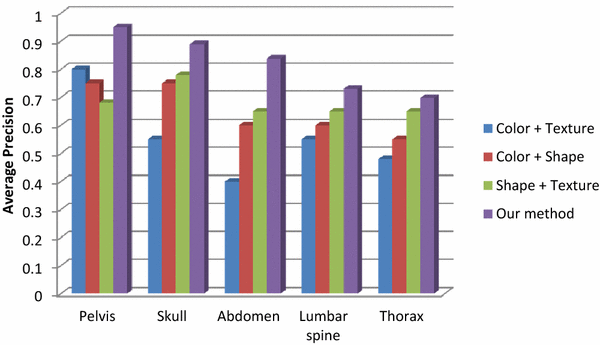 Average Precision
1
0.9
0.8
0.7
0.6
0.5
0.4
0.3
0.2
0.1
0
Pelvis
Skull
Abdomen
Lumbar
spine
Thorax
Color + Texture
Color + Shape
Shape + Texture
Our method